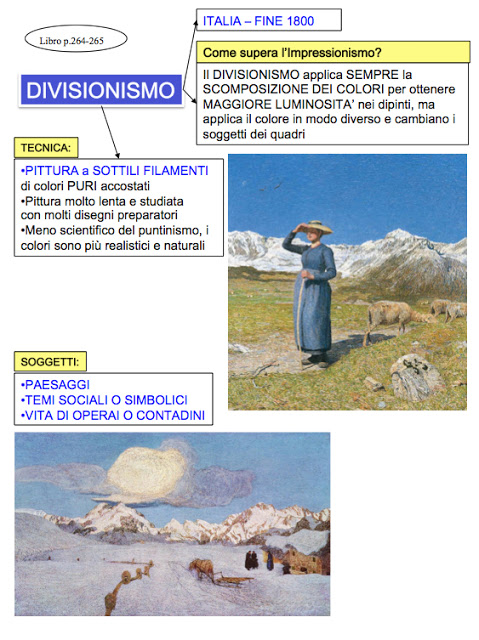 ITALIA – FINE 1800
Libro p.264-265
Come supera l'Impressionismo?
DIVISIONISMO
Il DIVISIONISMO applica SEMPRE la
SCOMPOSIZIONE DEI COLORI per ottenere
MAGGIORE LUMINOSITA' nei dipinti, ma
applica il colore in modo diverso e cambiano i
soggetti dei quadri
TECNICA:
•PITTURA a SOTTILI FILAMENTI
di colori PURI accostati
•Pittura molto lenta e studiata
con molti disegni preparatori
•Meno scientifico del puntinismo, i
colori sono più realistici e naturali
SOGGETTI:
•PAESAGGI
•TEMI SOCIALI O SIMBOLICI
•VITA DI OPERAI O CONTADINI